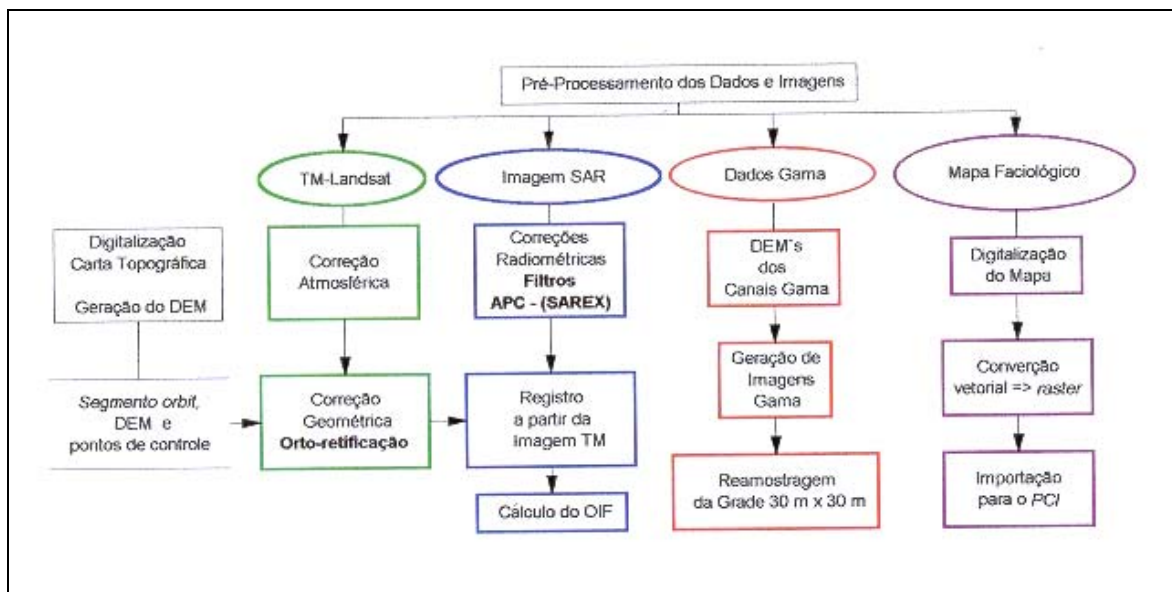 Pré-Processamento dos Dados e Imagens
TM-Landsat
Imagem SAR
Dados Gama
Mapa Faciológico
Digitalização
Carta Topográfica
Geração do DEM
Correção
Atmosférica
Correções
Radiométricas
Filtros
APC - (SAREX)
DEM´s
dos
Canais Gama
Digitalização
do Mapa
Segmento orbit,
DEM e
pontos de controle
Correção
Geométrica
Orto-retificação
Registro
a partir da
Imagem TM
Geração de
Imagens
Gama
Converção
vetorial => raster
Cálculo do OIF
Reamostragem
da Grade 30 m x 30 m
Importação
para o PCI